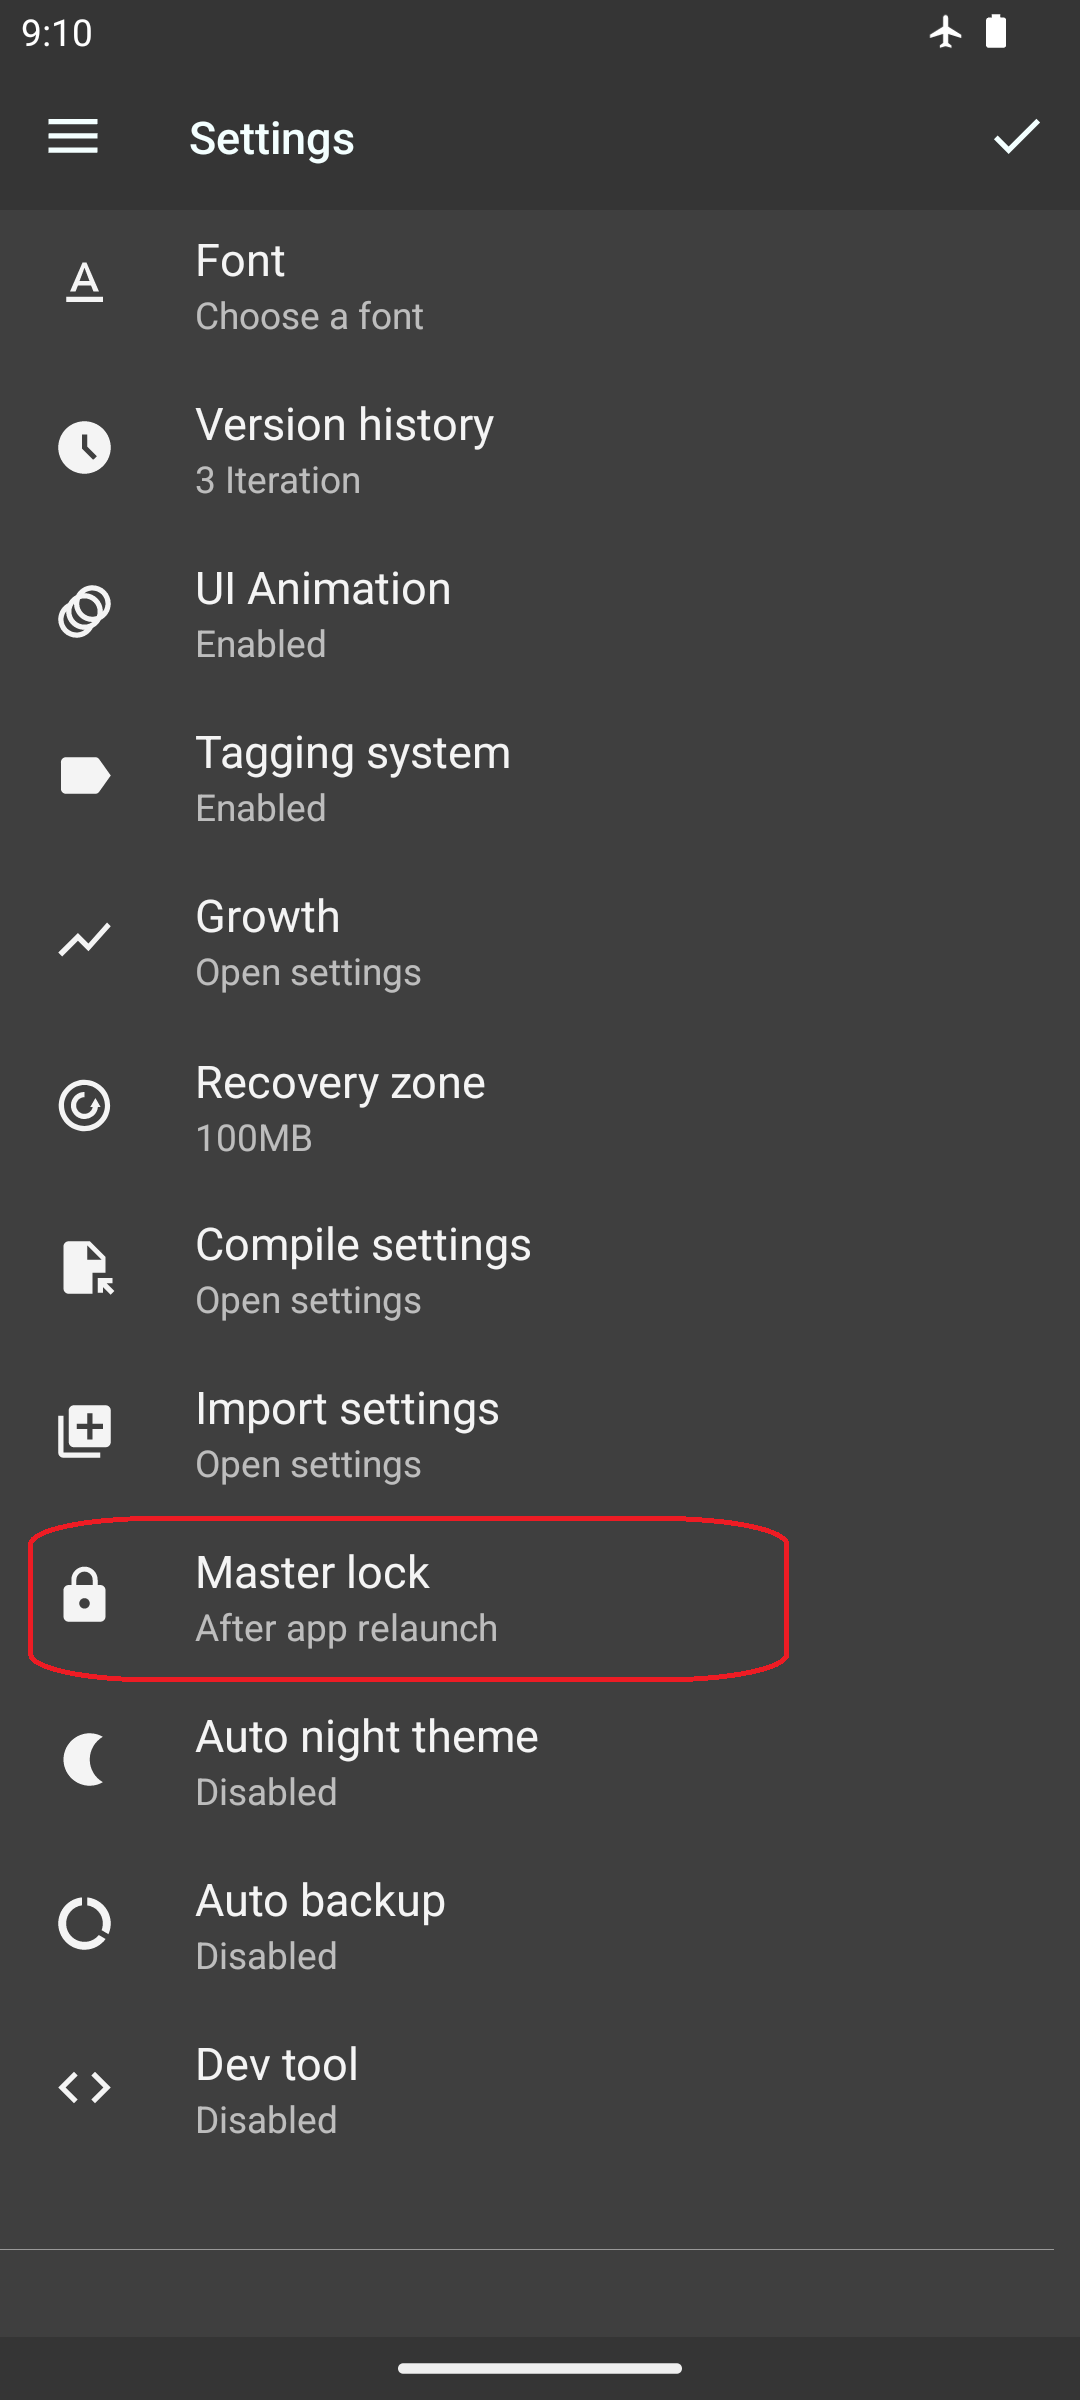 9:10
Settings
Font
Choose a font
Version history
3 Iteration
UI Animation
Enabled
Tagging system
Enabled
Growth
Open settings
Recovery zone
100MB
Compile settings
Open settings
Import settings
Open settings
Master lock
After app relaunch
Auto night theme
Disabled
Auto backup
Disabled
Dev tool
Disabled